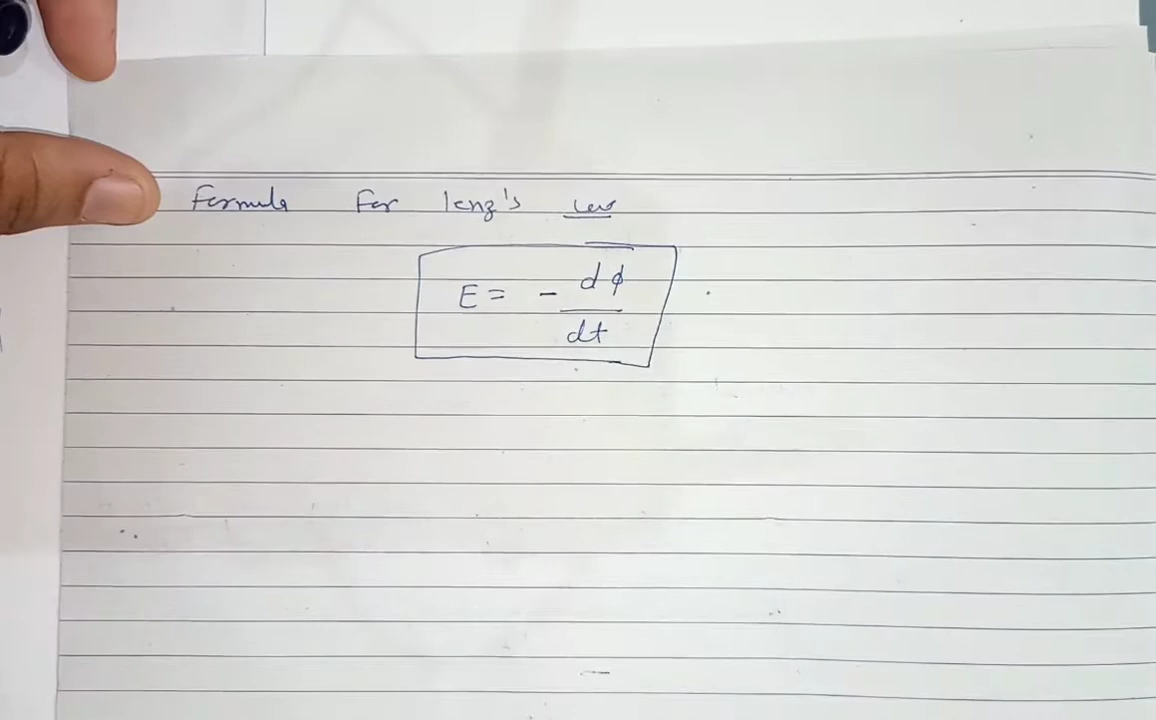 Formula For lenz's law
E = - dφ/dt